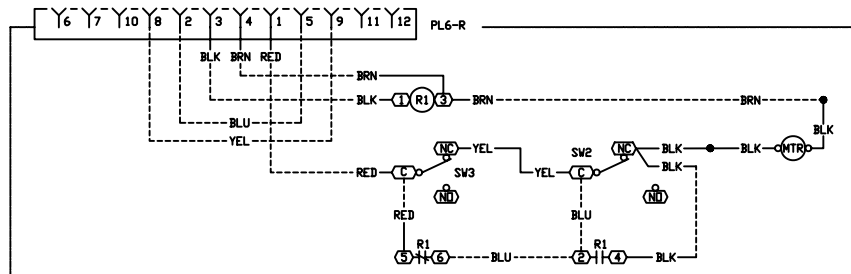 6 7 10 8 2 3 4 1 5 9 11 12 PL6-R
BLK BRN RED
BRN
BLK 1 R1 3 BRN BRN
BLU
BLK
YEL
NC YEL SW2 NC BLK BLK MTR
BLK
RED C SW3 YEL C
NO NO
RED BLU
R1 R1
5 6 BLU 2 4 BLK